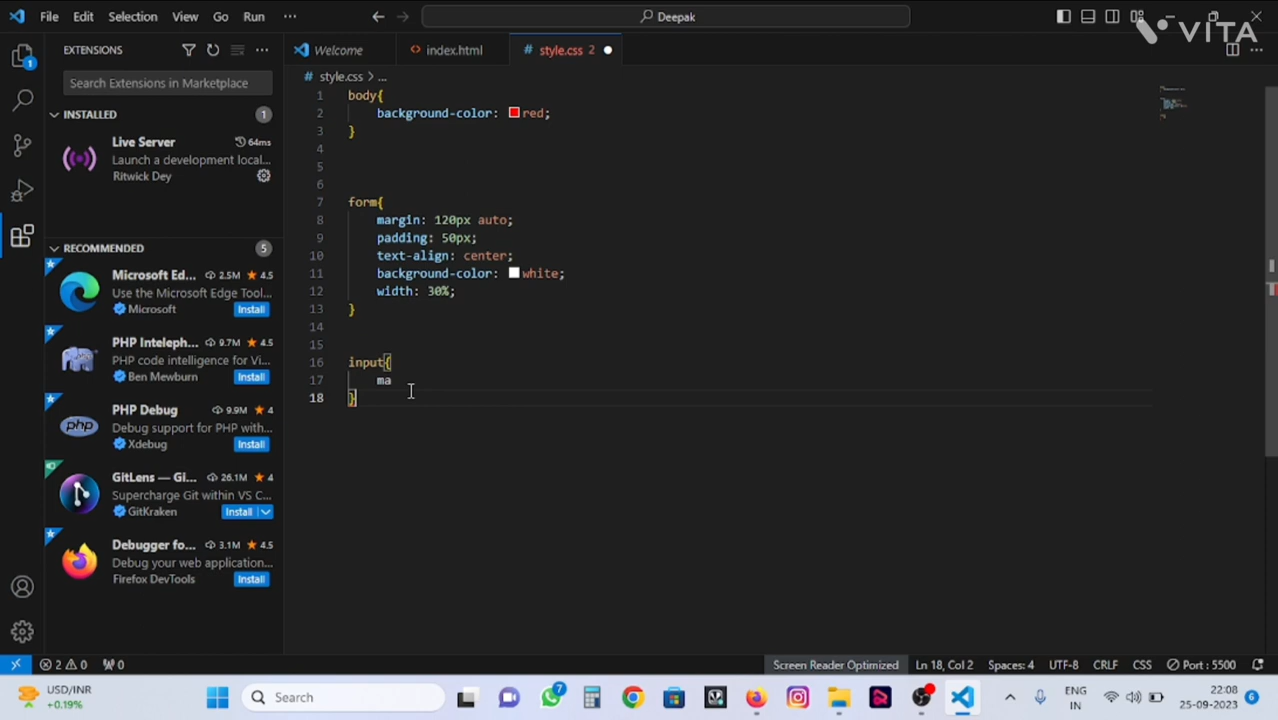 File Edit Selection View Go Run ···
Deepak
VITA
EXTENSIONS
Welcome
index.html
# style.css 2
Search Extensions in Marketplace
# style.css > ...
INSTALLED 1
Live Server 64ms
Launch a development local...
Ritwick Dey
RECOMMENDED 5
Microsoft Ed... 2.5M ★ 4.5
Use the Microsoft Edge Tool...
Microsoft Install
PHP Inteleph... 9.7M ★ 4.5
PHP code intelligence for Vi...
Ben Mewburn Install
PHP Debug 9.9M ★ 4
Debug support for PHP with...
Xdebug Install
GitLens — Gi... 26.1M ★ 4
Supercharge Git within VS C...
GitKraken Install
Debugger fo... 3.1M ★ 4.5
Debug your web application...
Firefox DevTools Install
1 body{
2 background-color: red;
3 }
4
5
6
7 form{
8 margin: 120px auto;
9 padding: 50px;
10 text-align: center;
11 background-color: white;
12 width: 30%;
13 }
14
15
16 input{
17 ma
18 }
2 0 0
Screen Reader Optimized Ln 18, Col 2 Spaces: 4 UTF-8 CRLF CSS Port : 5500
USD/INR
+0.19%
Search
7
ENG
IN
22:08
25-09-2023
6